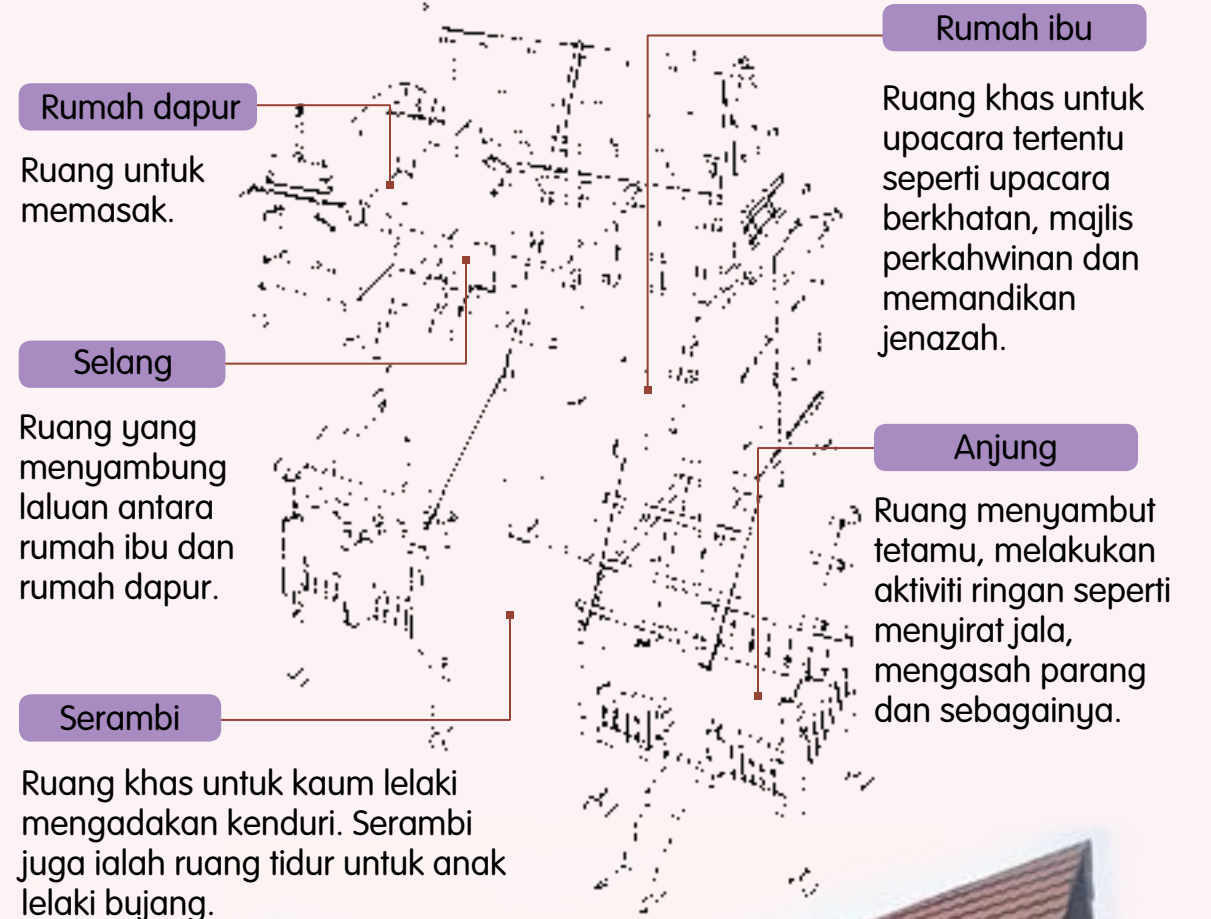 Rumah dapur
Ruang untuk
memasak.
Selang
Ruang yang
menyambung
laluan antara
rumah ibu dan
rumah dapur.
Serambi
Ruang khas untuk kaum lelaki
mengadakan kenduri. Serambi
juga ialah ruang tidur untuk anak
lelaki bujang.
Rumah ibu
Ruang khas untuk
upacara tertentu
seperti upacara
berkhatan, majlis
perkahwinan dan
memandikan
jenazah.
Anjung
Ruang menyambut
tetamu, melakukan
aktiviti ringan seperti
menyirat jala,
mengasah parang
dan sebagainya.